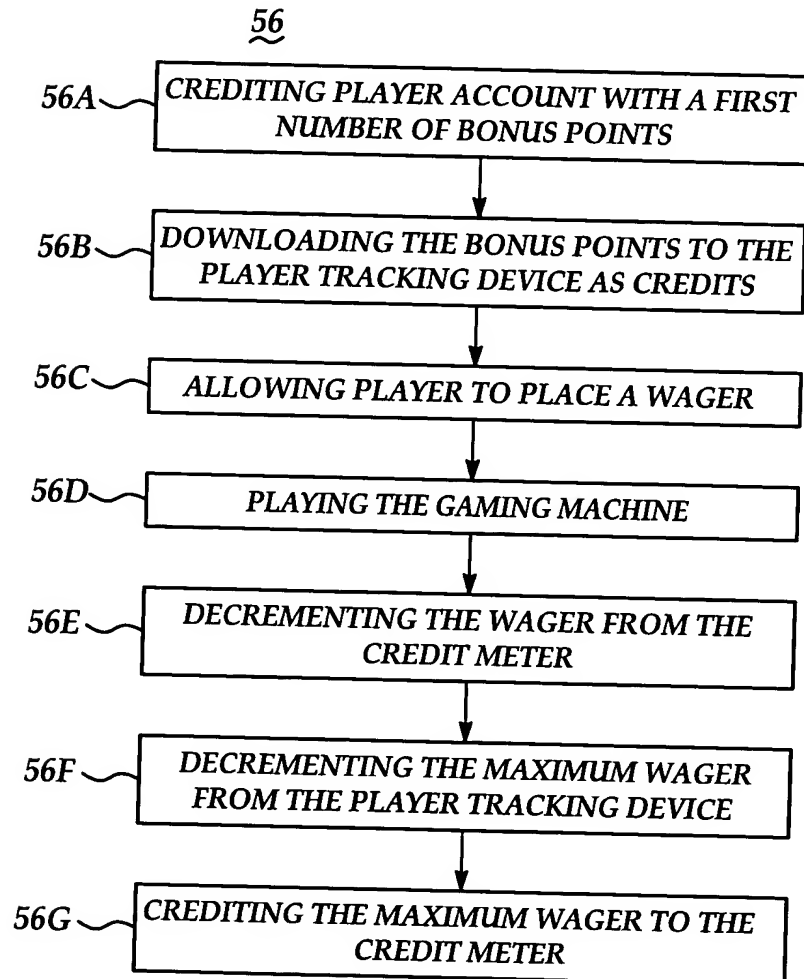 56
56A
CREDITING PLAYER ACCOUNT WITH A FIRST
NUMBER OF BONUS POINTS
56B
DOWNLOADING THE BONUS POINTS TO THE
PLAYER TRACKING DEVICE AS CREDITS
56C
ALLOWING PLAYER TO PLACE A WAGER
56D
PLAYING THE GAMING MACHINE
56E
DECREMENTING THE WAGER FROM THE
CREDIT METER
56F
DECREMENTING THE MAXIMUM WAGER
FROM THE PLAYER TRACKING DEVICE
56G
CREDITING THE MAXIMUM WAGER TO THE
CREDIT METER